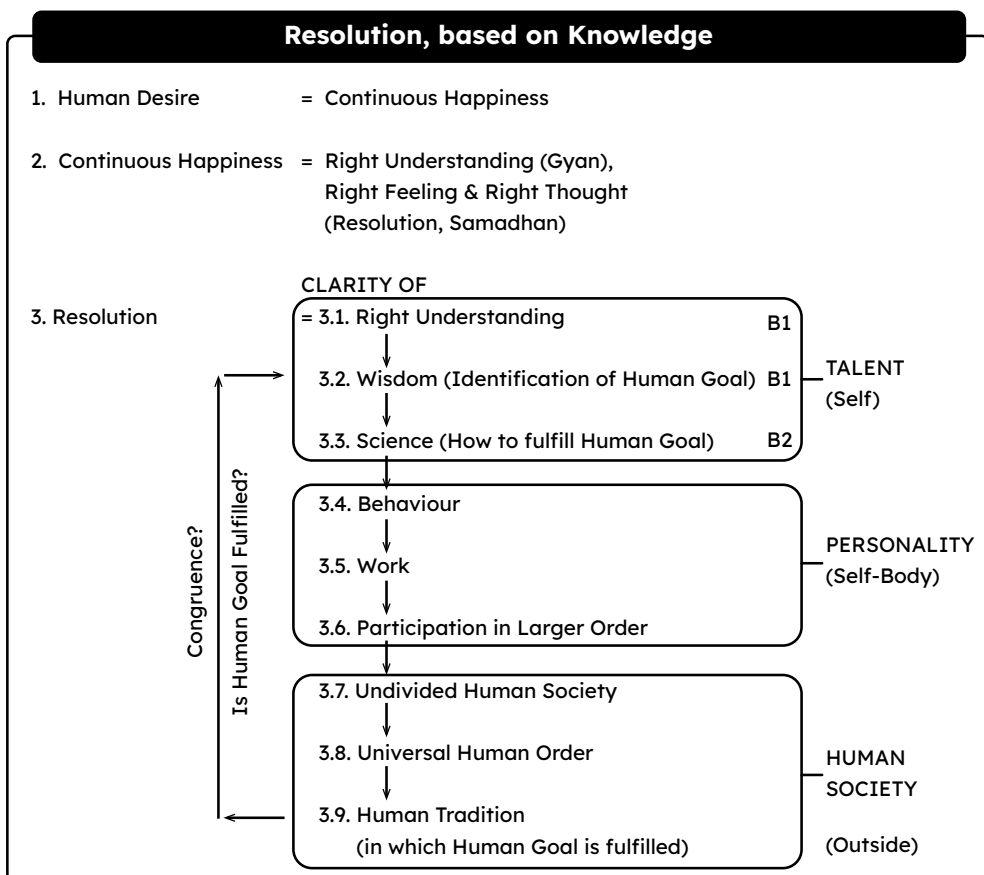 Resolution, based on Knowledge
1. Human Desire = Continuous Happiness
2. Continuous Happiness = Right Understanding (Gyan),
Right Feeling & Right Thought
(Resolution, Samadhan)
CLARITY OF
3. Resolution = 3.1. Right Understanding B1
3.2. Wisdom (Identification of Human Goal) B1
3.3. Science (How to fulfill Human Goal) B2
TALENT
(Self)
3.4. Behaviour
3.5. Work
3.6. Participation in Larger Order
PERSONALITY
(Self-Body)
3.7. Undivided Human Society
3.8. Universal Human Order
3.9. Human Tradition
(in which Human Goal is fulfilled)
HUMAN
SOCIETY
(Outside)
Congruence?
Is Human Goal Fulfilled?